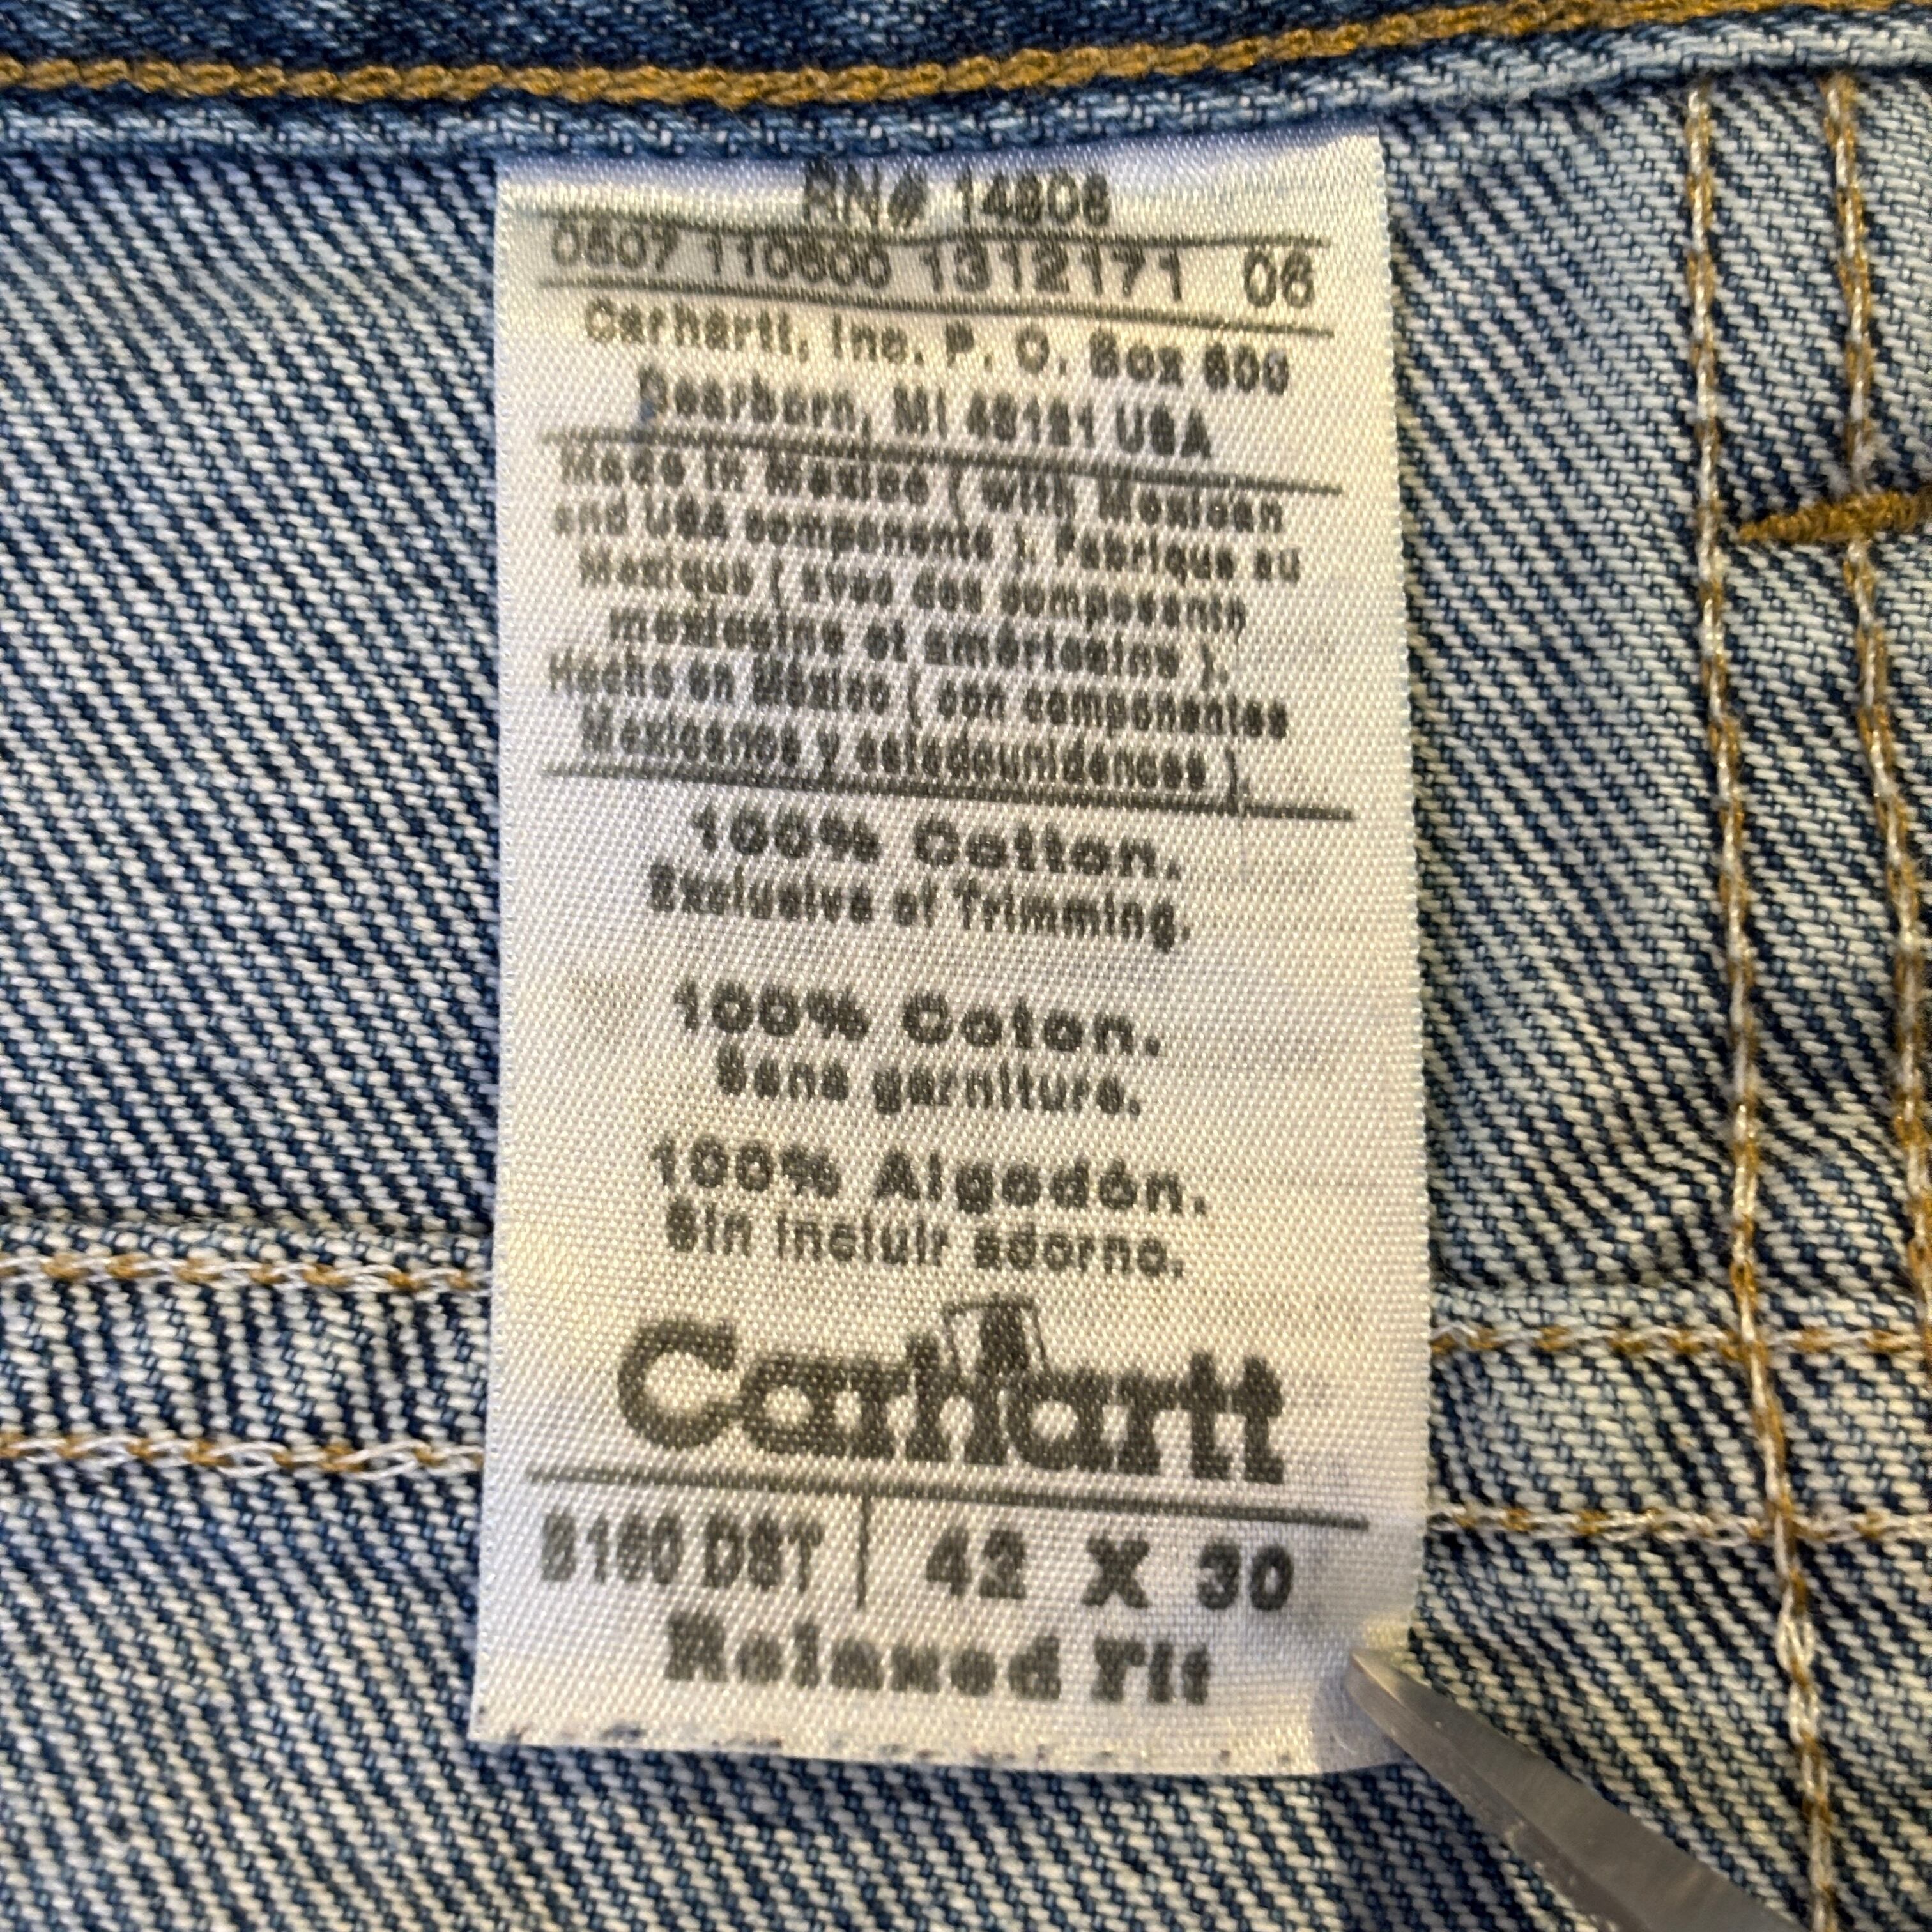 RN# 14806
0507 110600 1312171 06
Carhartt, Inc. P. O. Box 600
Dearborn, MI 48121 USA
Made in Mexico ( with Mexican
and USA components ). Fabrique au
Mexique ( avec des composants
mexicains et américains ).
Hecho en México ( con componentes
Mexicanos y estadounidenses ).
100% Cotton.
Exclusive of Trimming.
100% Coton.
Sans garniture.
100% Algodón.
Sin incluir adorno.
Carhartt
B160 DST 42 X 30
Relaxed Fit